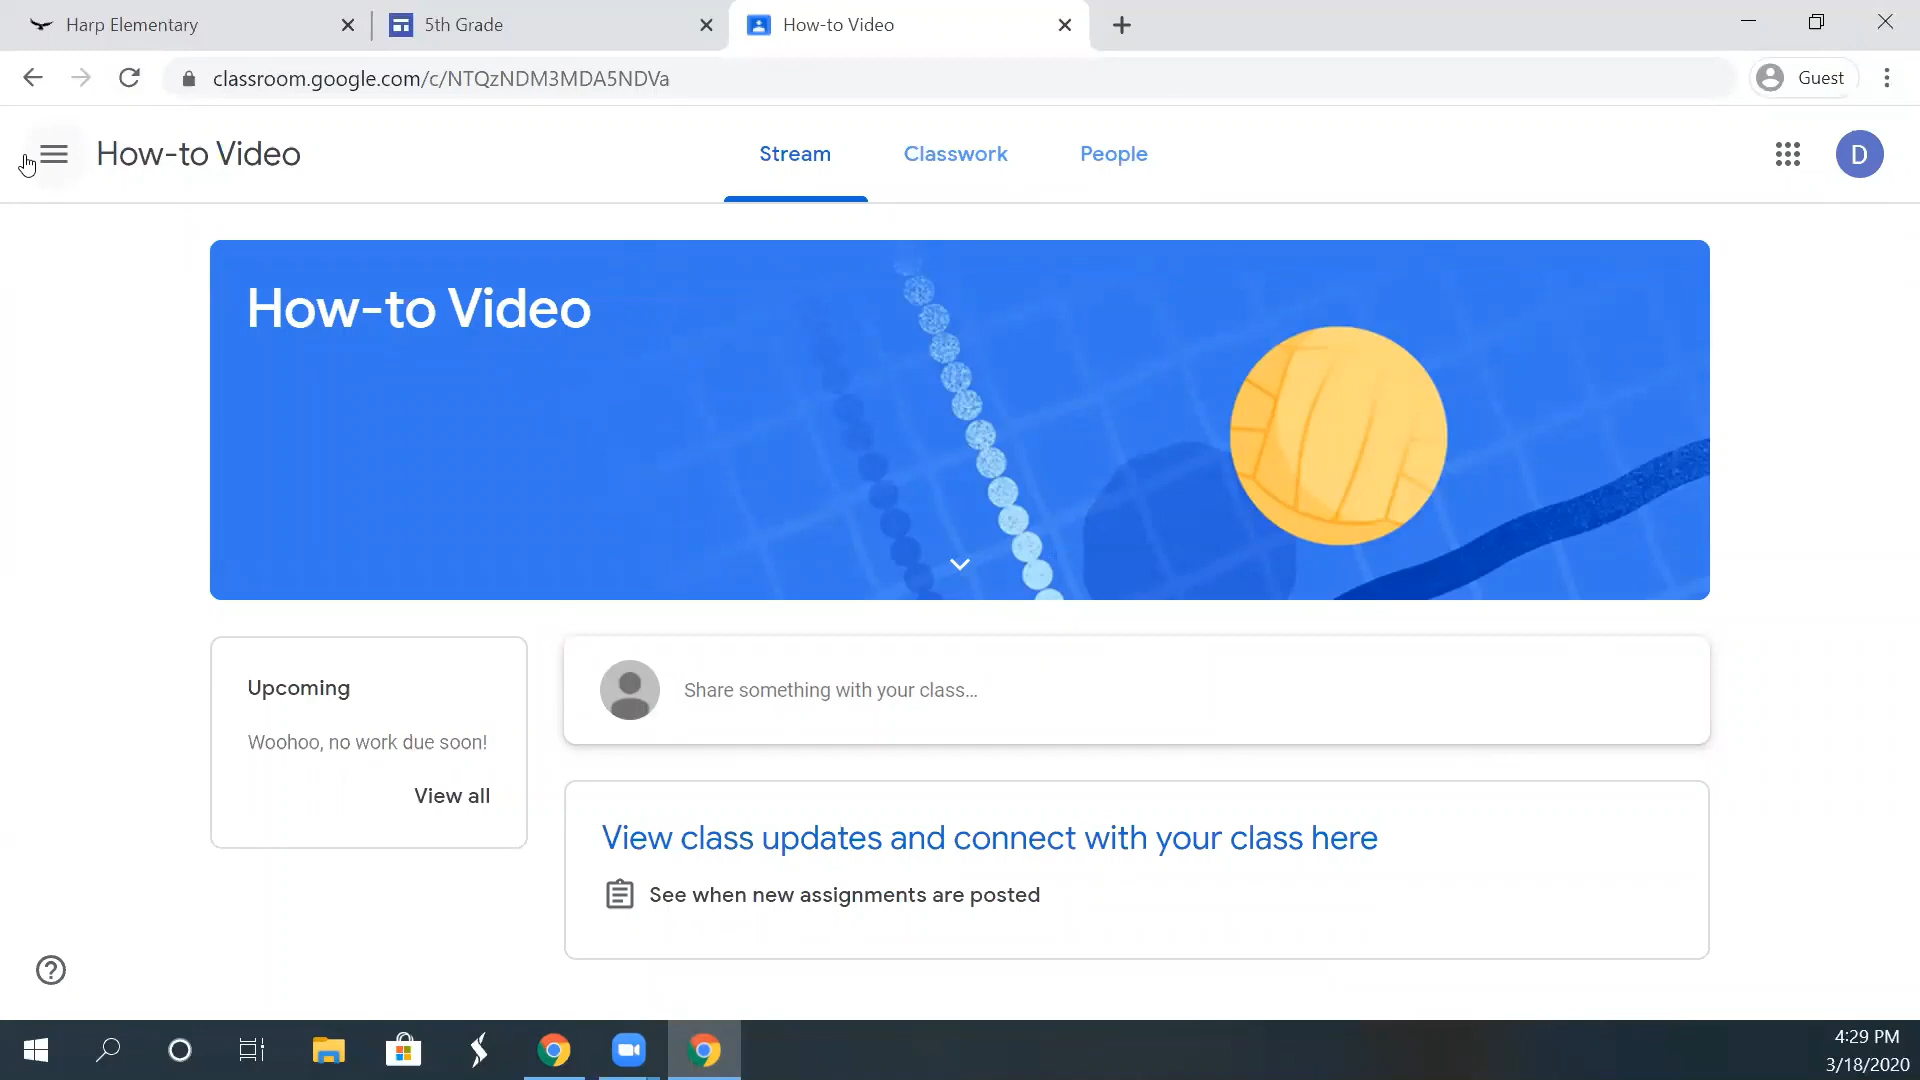 Harp Elementary
5th Grade
How-to Video
classroom.google.com/c/NTQzNDM3MDA5NDVa
Guest
How-to Video
Stream
Classwork
People
D
How-to Video
Upcoming
Woohoo, no work due soon!
View all
Share something with your class...
View class updates and connect with your class here
See when new assignments are posted
4:29 PM
3/18/2020